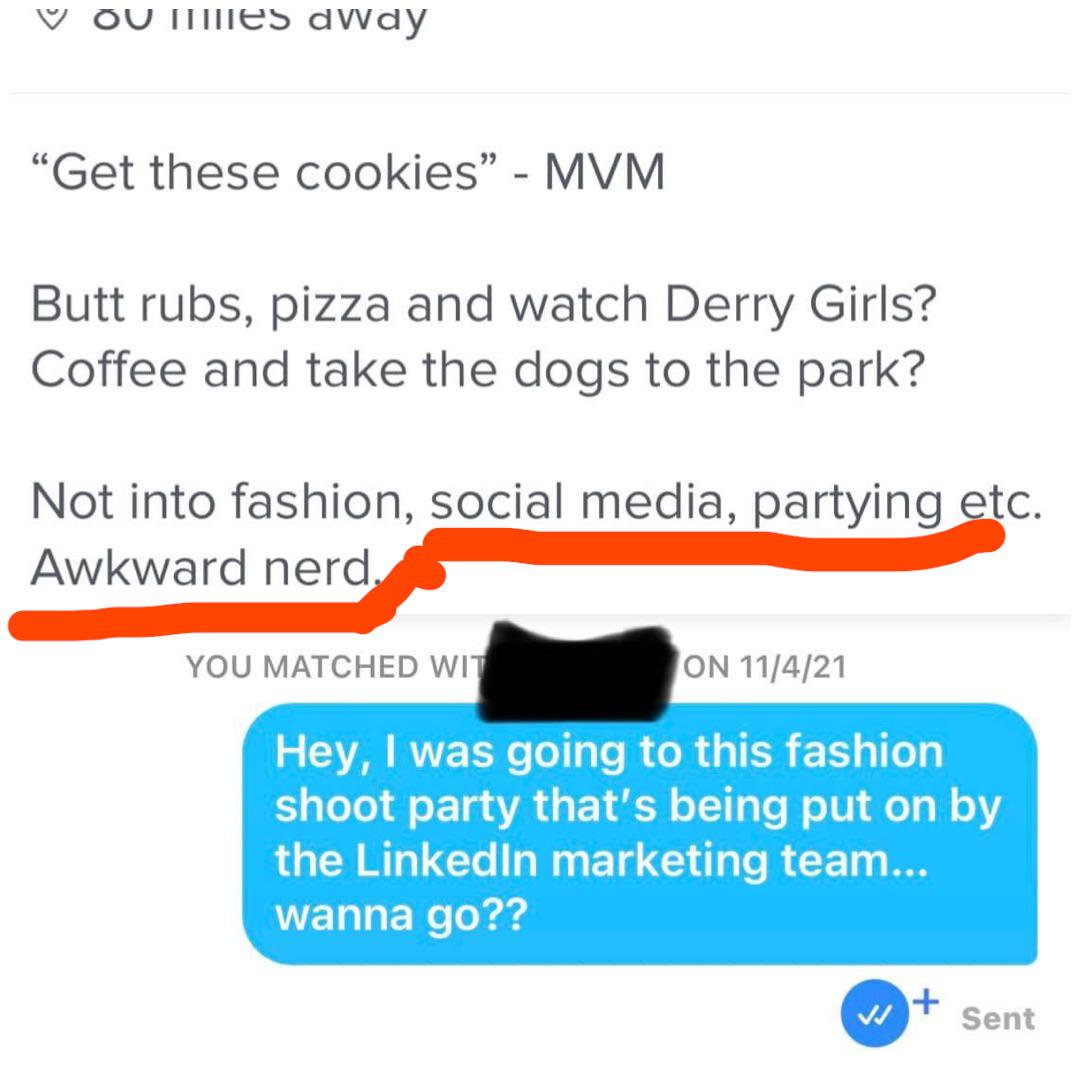 80 miles away
“Get these cookies” - MVM
Butt rubs, pizza and watch Derry Girls?
Coffee and take the dogs to the park?
Not into fashion, social media, partying etc.
Awkward nerd.
YOU MATCHED WIT ON 11/4/21
Hey, I was going to this fashion
shoot party that's being put on by
the LinkedIn marketing team...
wanna go??
Sent